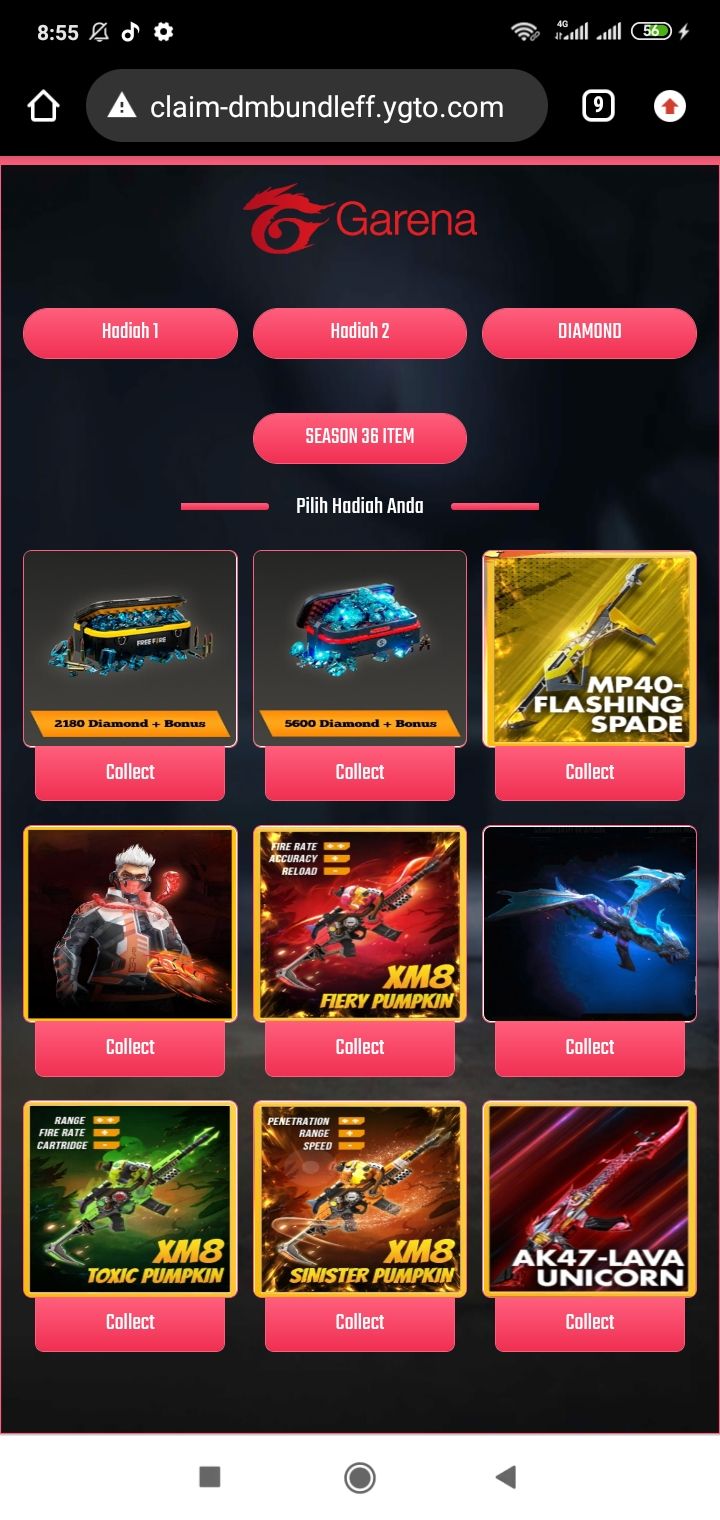 8:55
4G
56
claim-dmbundleff.ygto.com
9
Garena
Hadiah 1
Hadiah 2
DIAMOND
SEASON 36 ITEM
Pilih Hadiah Anda
FREE FIRE
2180 Diamond + Bonus
5600 Diamond + Bonus
MP40-
FLASHING
SPADE
Collect
Collect
Collect
FIRE RATE
ACCURACY
RELOAD
XM8
FIERY PUMPKIN
Collect
Collect
Collect
RANGE
FIRE RATE
CARTRIDGE
XM8
TOXIC PUMPKIN
PENETRATION
RANGE
SPEED
XM8
SINISTER PUMPKIN
AK47-LAVA
UNICORN
Collect
Collect
Collect